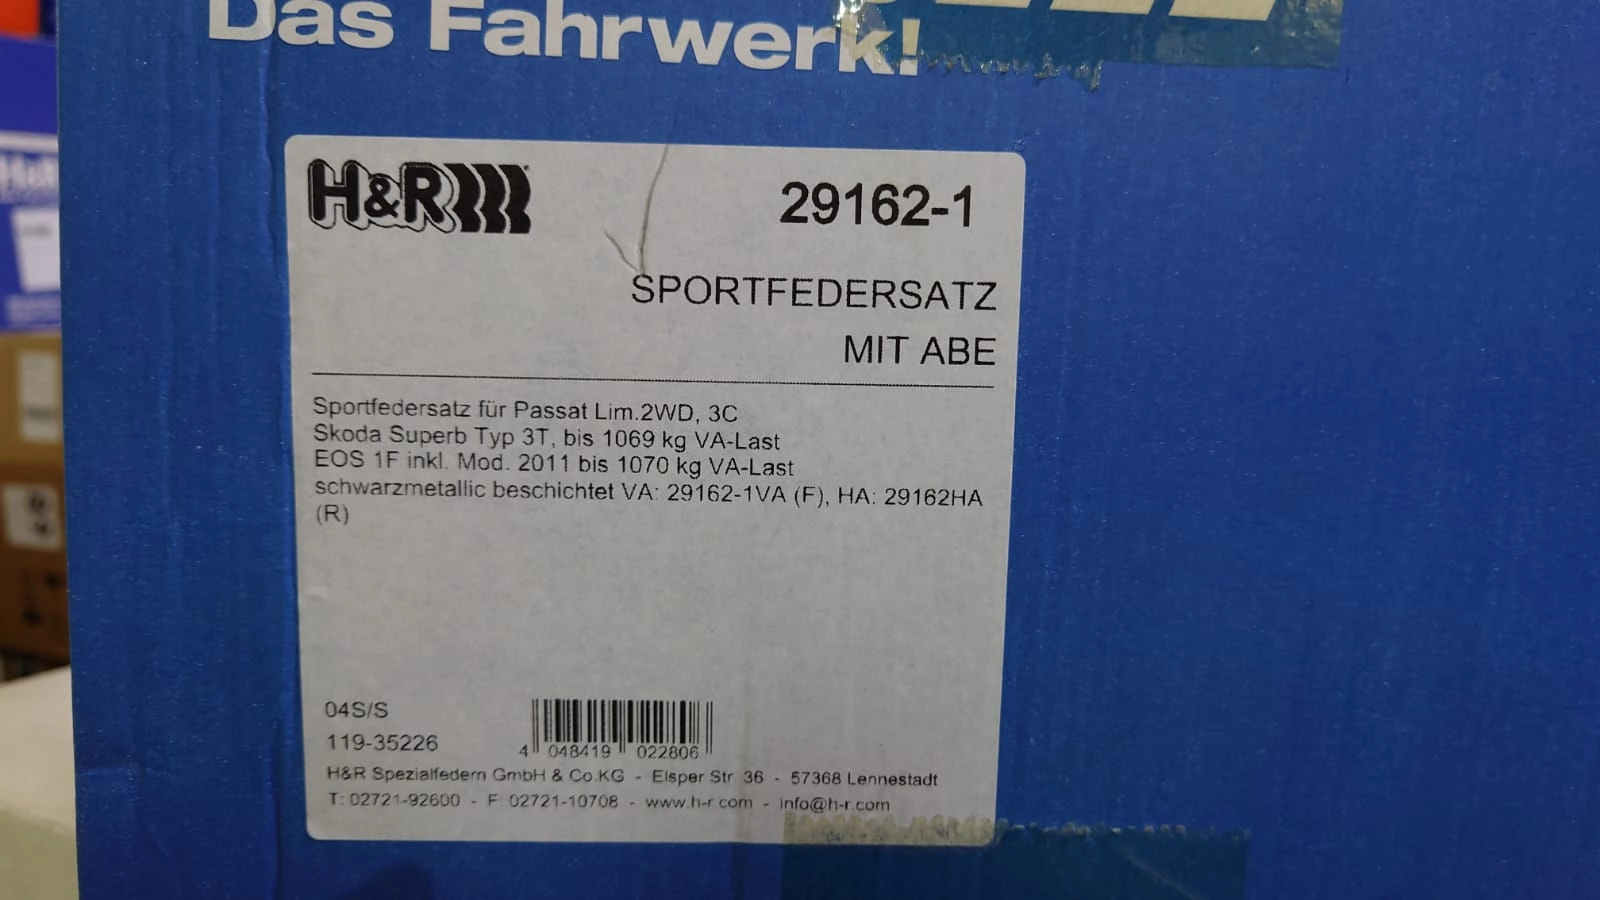 Das Fahrwerk!
H&R
29162-1
SPORTFEDERSATZ
MIT ABE
Sportfedersatz für Passat Lim.2WD, 3C
Skoda Superb Typ 3T, bis 1069 kg VA-Last
EOS 1F inkl. Mod. 2011 bis 1070 kg VA-Last
schwarzmetallic beschichtet VA: 29162-1VA (F), HA: 29162HA
(R)
04S/S
119-35226
4 048419 022806
H&R Spezialfedern GmbH & Co.KG - Elsper Str. 36 - 57368 Lennestadt
T: 02721-92600 - F: 02721-10708 - www.h-r.com - info@h-r.com